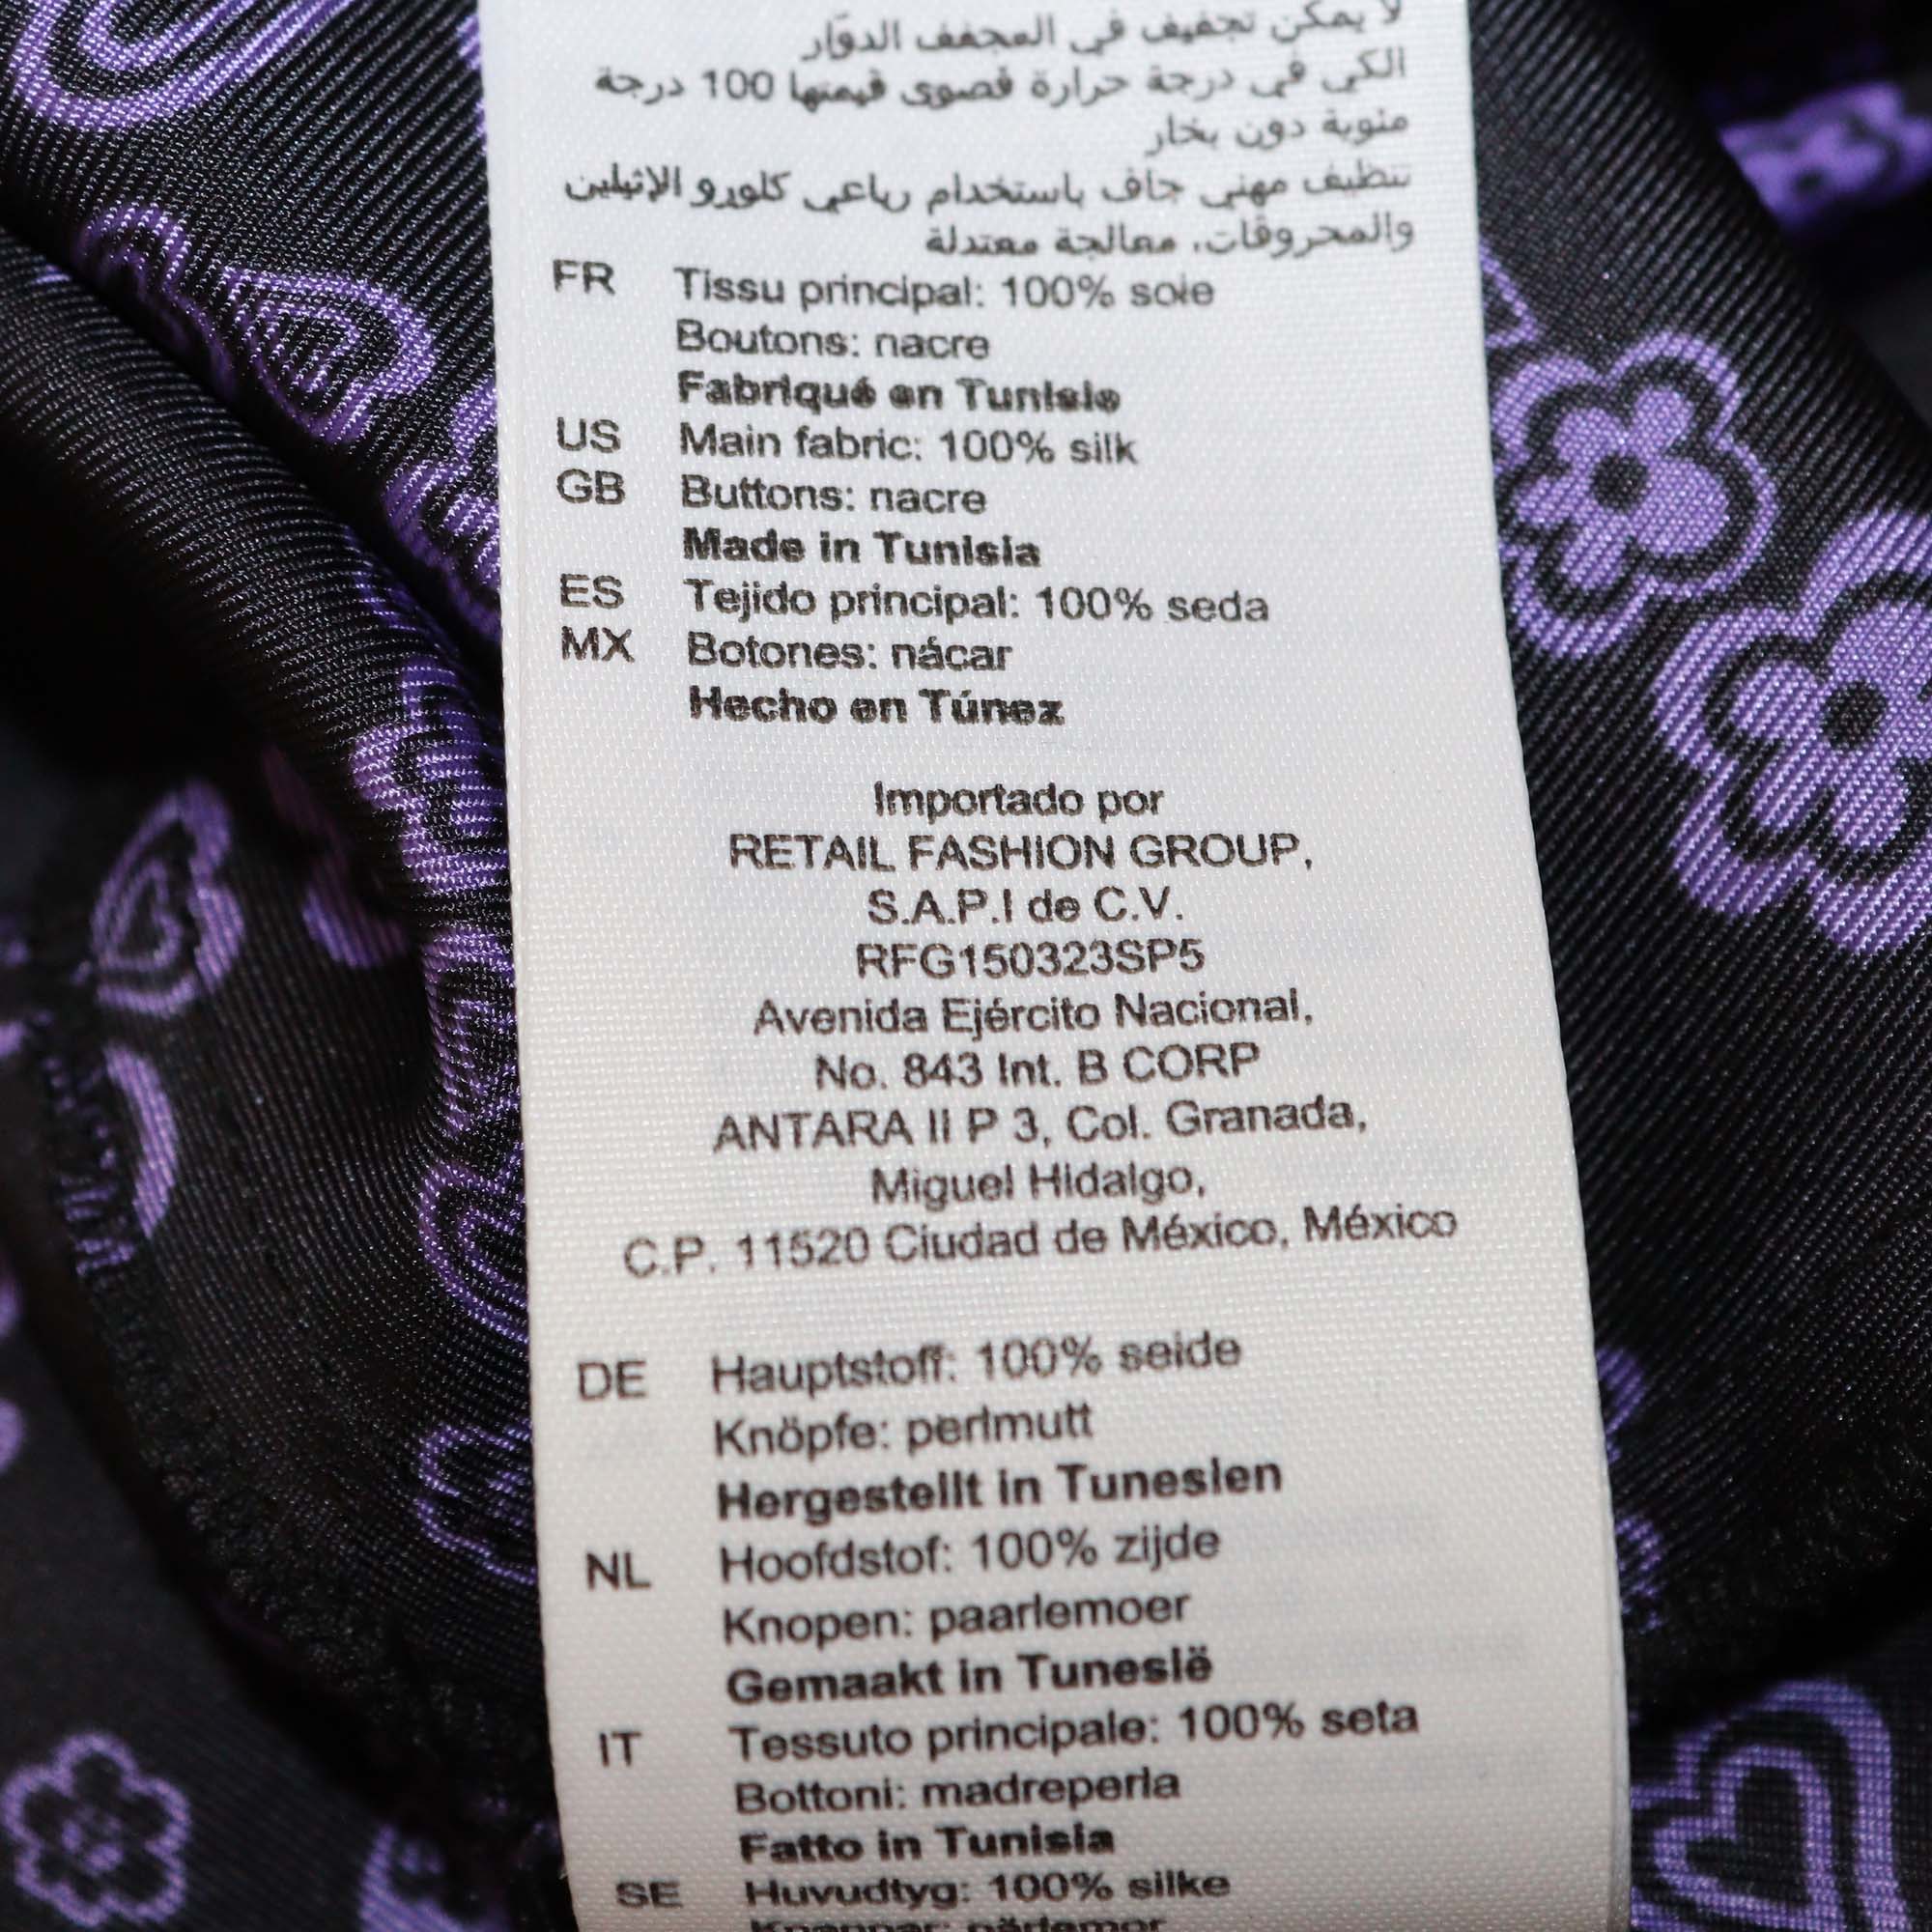 لا يمكن تجفيف في المجفف الدوّار
الكي في درجة حرارة قصوى قيمتها 100 درجة
مئوية دون بخار
تنظيف مهني جاف باستخدام رباعي كلورو الإثيلين
والمحروقات، معالجة معتدلة
FR Tissu principal: 100% soie
Boutons: nacre
Fabriqué en Tunisie
US Main fabric: 100% silk
GB Buttons: nacre
Made in Tunisia
ES Tejido principal: 100% seda
MX Botones: nácar
Hecho en Túnez
Importado por
RETAIL FASHION GROUP,
S.A.P.I de C.V.
RFG150323SP5
Avenida Ejército Nacional,
No. 843 Int. B CORP
ANTARA II P 3, Col. Granada,
Miguel Hidalgo,
C.P. 11520 Ciudad de México, México
DE Hauptstoff: 100% seide
Knöpfe: perlmutt
Hergestellt in Tunesien
NL Hoofdstof: 100% zijde
Knopen: paarlemoer
Gemaakt in Tunesië
IT Tessuto principale: 100% seta
Bottoni: madreperla
Fatto in Tunisia
SE Huvudtyg: 100% silke
Knappar: pärlemor